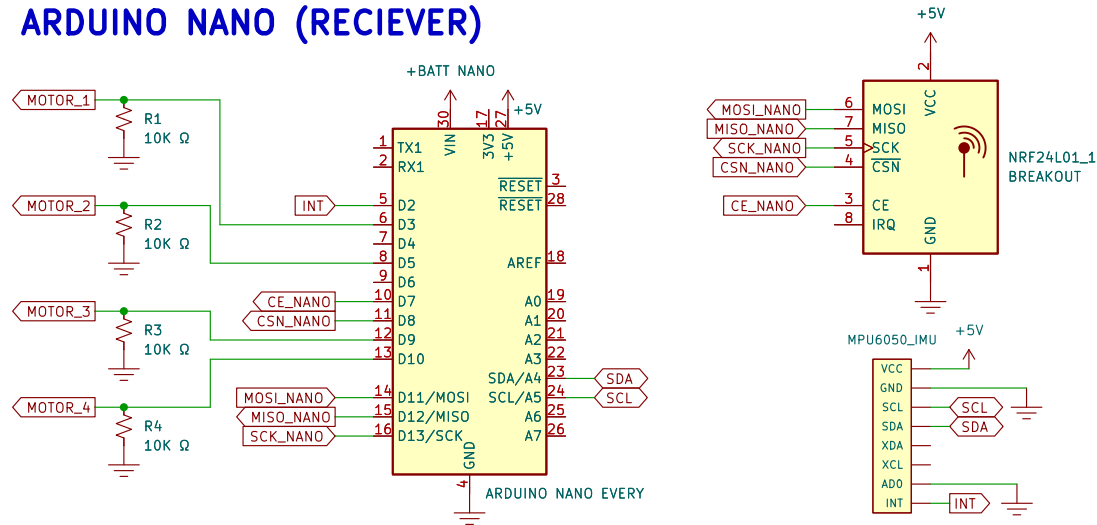 ARDUINO NANO (RECIEVER)
MOTOR_1
R1
10K Ω
MOTOR_2
R2
10K Ω
MOTOR_3
R3
10K Ω
MOTOR_4
R4
10K Ω
+BATT NANO
+5V
30
17
27
VIN
3V3
+5V
1 TX1
2 RX1
RESET 3
INT 5 D2
RESET 28
6 D3
7 D4
8 D5
AREF 18
9 D6
CE_NANO 10 D7
A0 19
CSN_NANO 11 D8
A1 20
12 D9
A2 21
13 D10
A3 22
SDA/A4 23 SDA
MOSI_NANO 14 D11/MOSI
SCL/A5 24 SCL
MISO_NANO 15 D12/MISO
A6 25
SCK_NANO 16 D13/SCK
A7 26
GND
4
ARDUINO NANO EVERY
+5V
2
VCC
MOSI_NANO 6 MOSI
MISO_NANO 7 MISO
SCK_NANO 5 SCK
CSN_NANO 4 CSN
CE_NANO 3 CE
8 IRQ
GND
1
NRF24L01_1
BREAKOUT
MPU6050_IMU
+5V
VCC
GND
SCL SCL
SDA SDA
XDA
XCL
ADO
INT INT